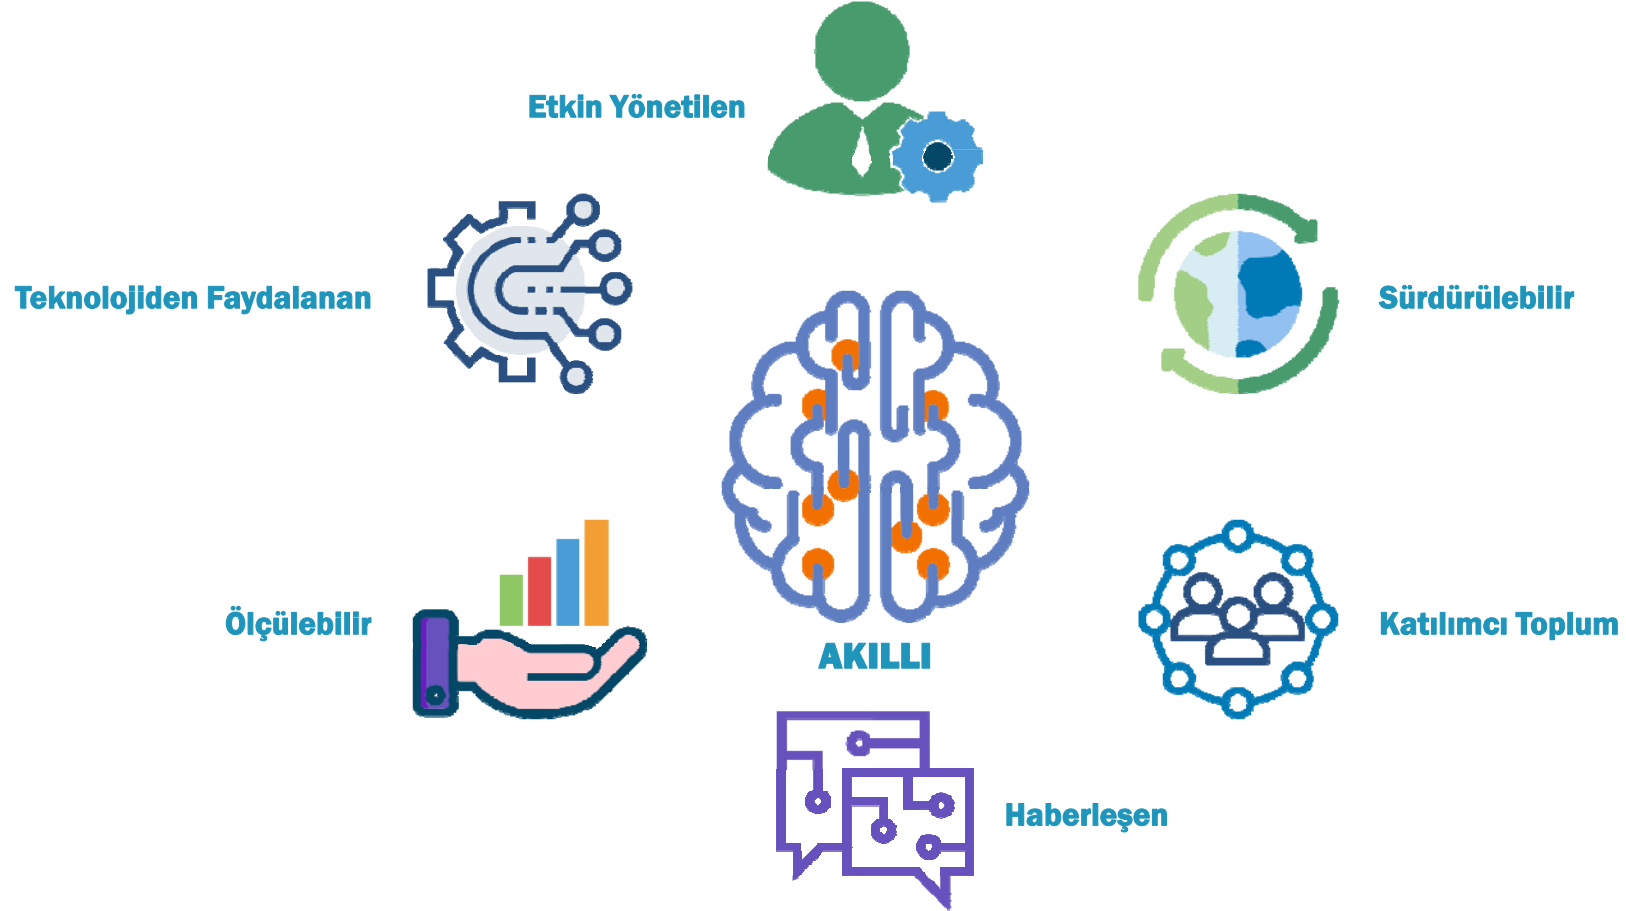 Etkin Yönetilen
Teknolojiden Faydalanan
Sürdürülebilir
Ölçülebilir
Katılımcı Toplum
AKILLI
Haberleşen